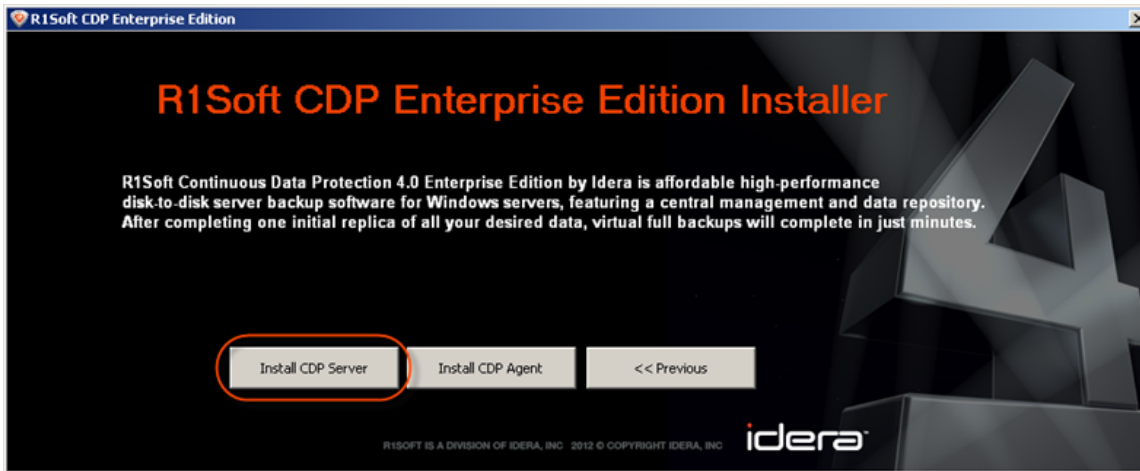 R1Soft CDP Enterprise Edition
R1Soft CDP Enterprise Edition Installer
R1Soft Continuous Data Protection 4.0 Enterprise Edition by Idera is affordable high-performance
disk-to-disk server backup software for Windows servers, featuring a central management and data repository.
After completing one initial replica of all your desired data, virtual full backups will complete in just minutes.
Install CDP Server
Install CDP Agent
<< Previous
R1SOFT IS A DIVISION OF IDERA, INC 2012 © COPYRIGHT IDERA, INC
idera
4